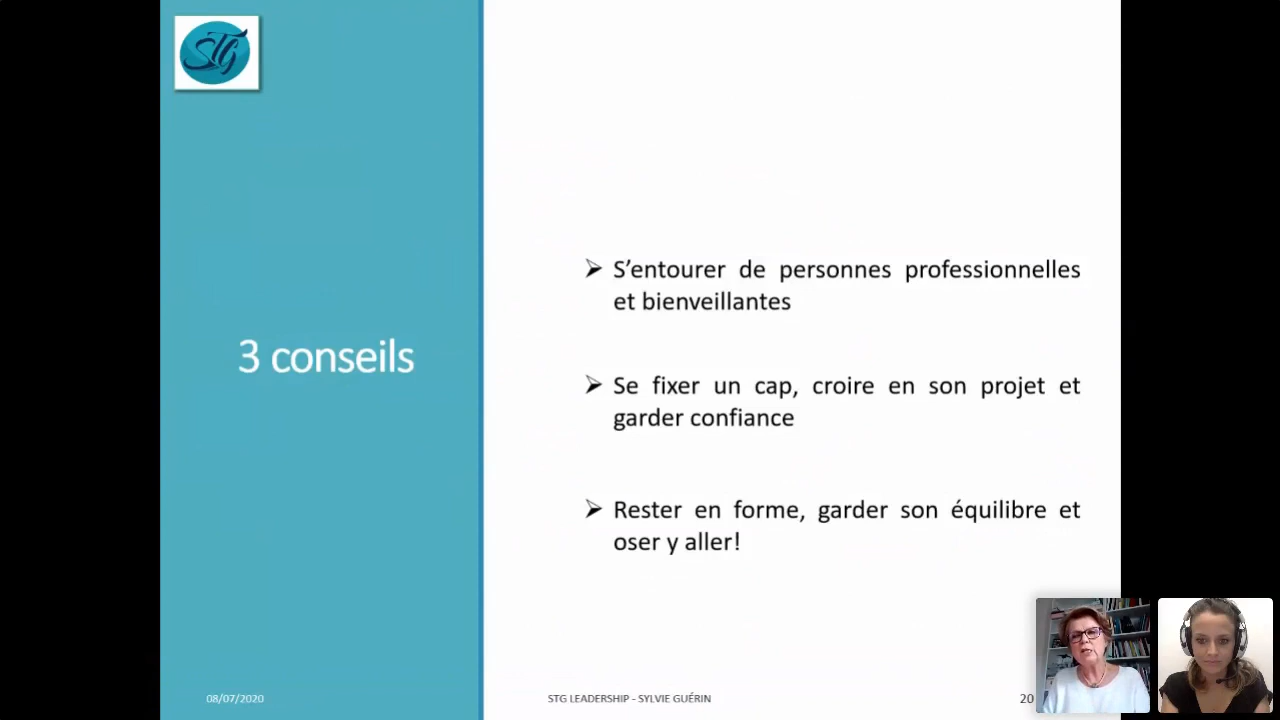 STG
3 conseils
S’entourer de personnes professionnelles
et bienveillantes
Se fixer un cap, croire en son projet et
garder confiance
Rester en forme, garder son équilibre et
oser y aller!
08/07/2020
STG LEADERSHIP - SYLVIE GUÉRIN
20